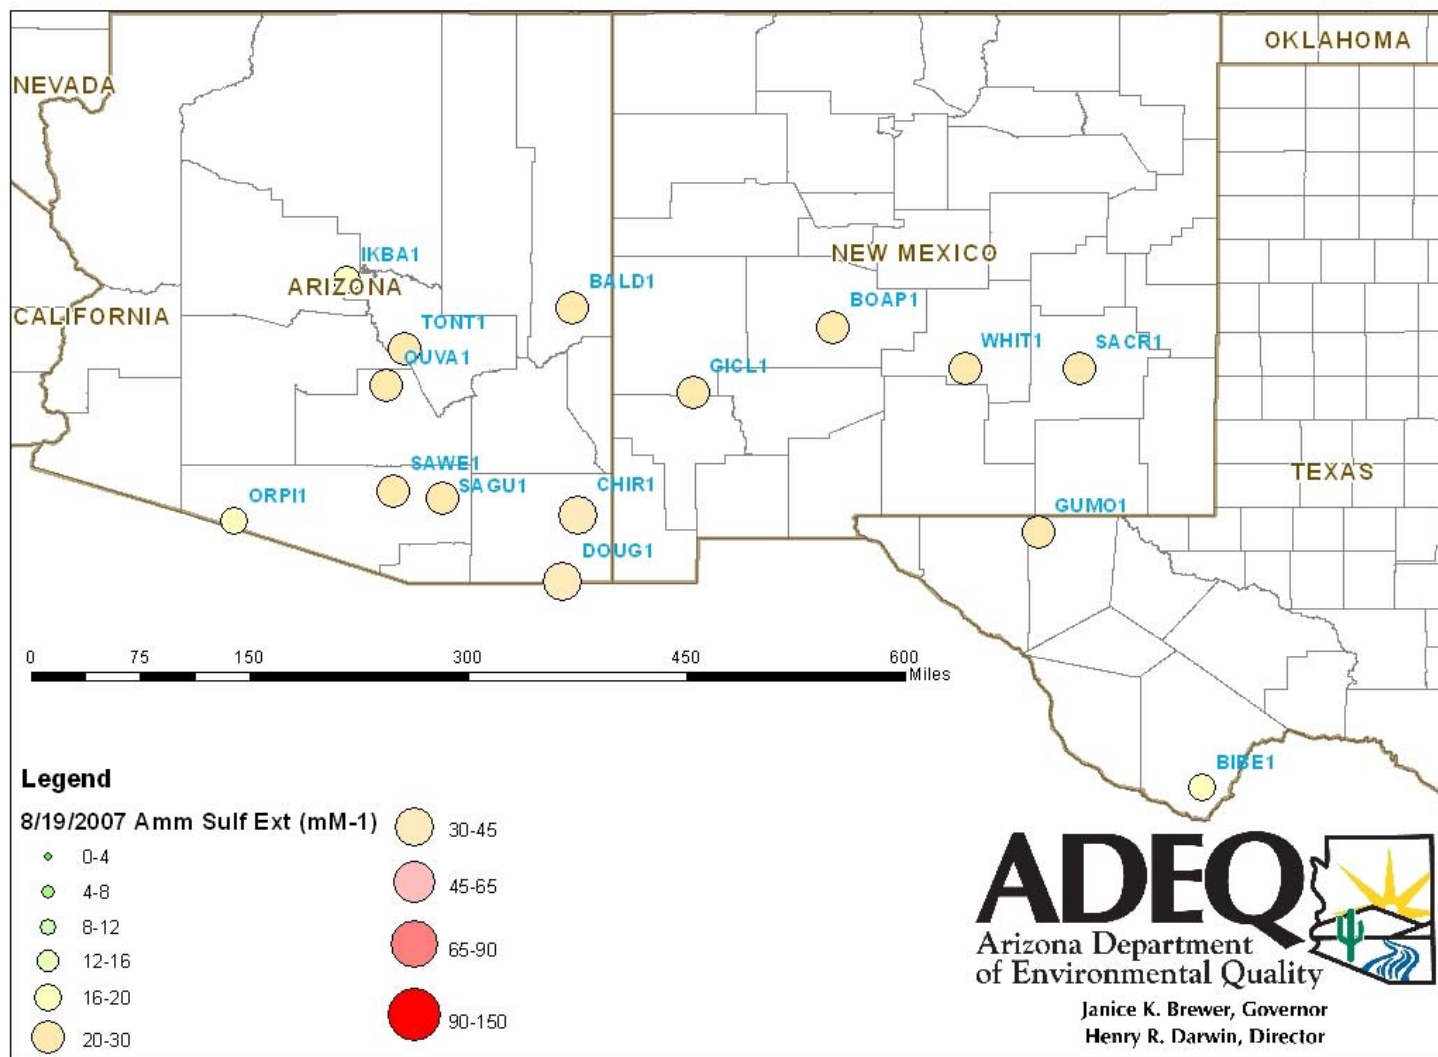 OKLAHOMA
NEVADA
IKBA1
ARIZONA
BALD1
NEW MEXICO
CALIFORNIA
TONT1
BOAP1
QUVA1
GICL1
WHIT1
SACR1
SAWE1
SAGU1
CHIR1
TEXAS
ORPI1
GUMO1
DOUG1
0 75 150 300 450 600
Miles
BIBE1
Legend
8/19/2007 Amm Sulf Ext (mM-1)
0-4
4-8
8-12
12-16
16-20
20-30
30-45
45-65
65-90
90-150
ADEQ
Arizona Department
of Environmental Quality
Janice K. Brewer, Governor
Henry R. Darwin, Director